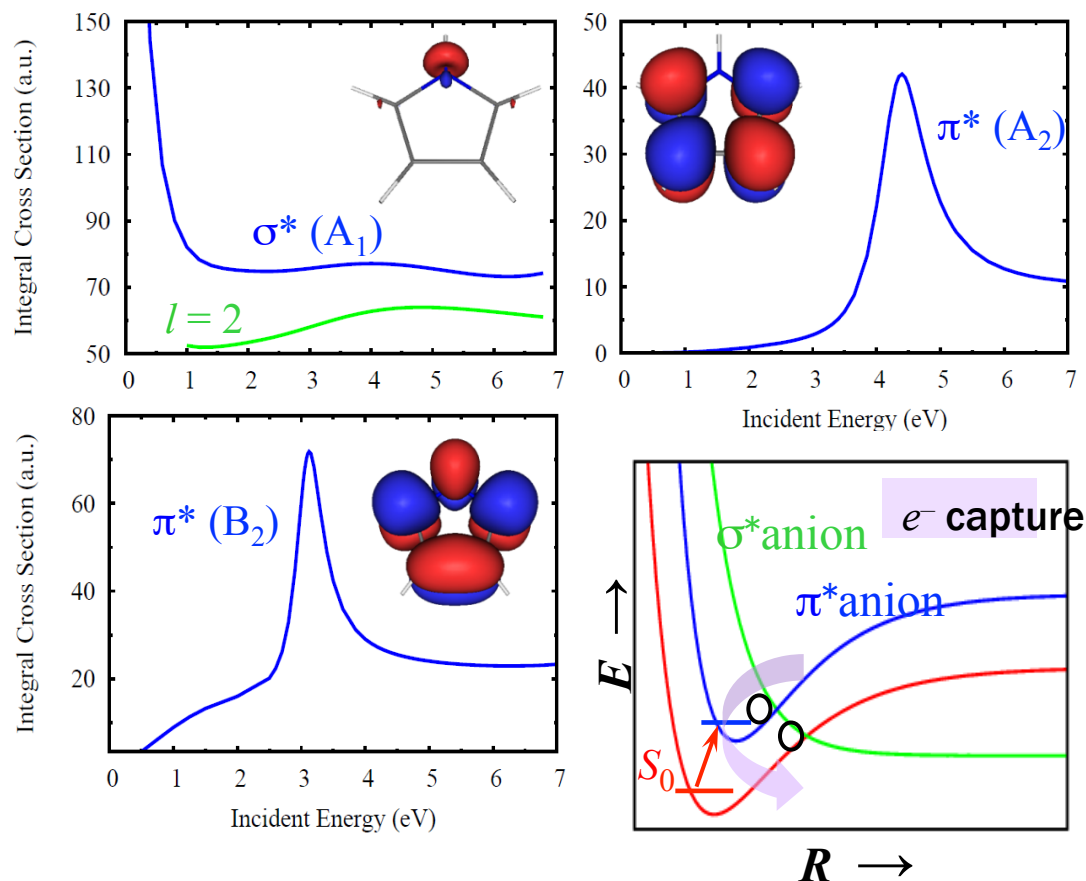 Integral Cross Section (a.u.)
150
130
110
90
70
50
σ* (A₁)
l = 2
0 1 2 3 4 5 6 7
50
40
30
20
10
0
π* (A₂)
0 1 2 3 4 5 6 7
Incident Energy (eV)
Integral Cross Section (a.u.)
80
60
40
20
π* (B₂)
0 1 2 3 4 5 6 7
Incident Energy (eV)
e⁻ capture
σ*anion
π*anion
E →
S₀
R →